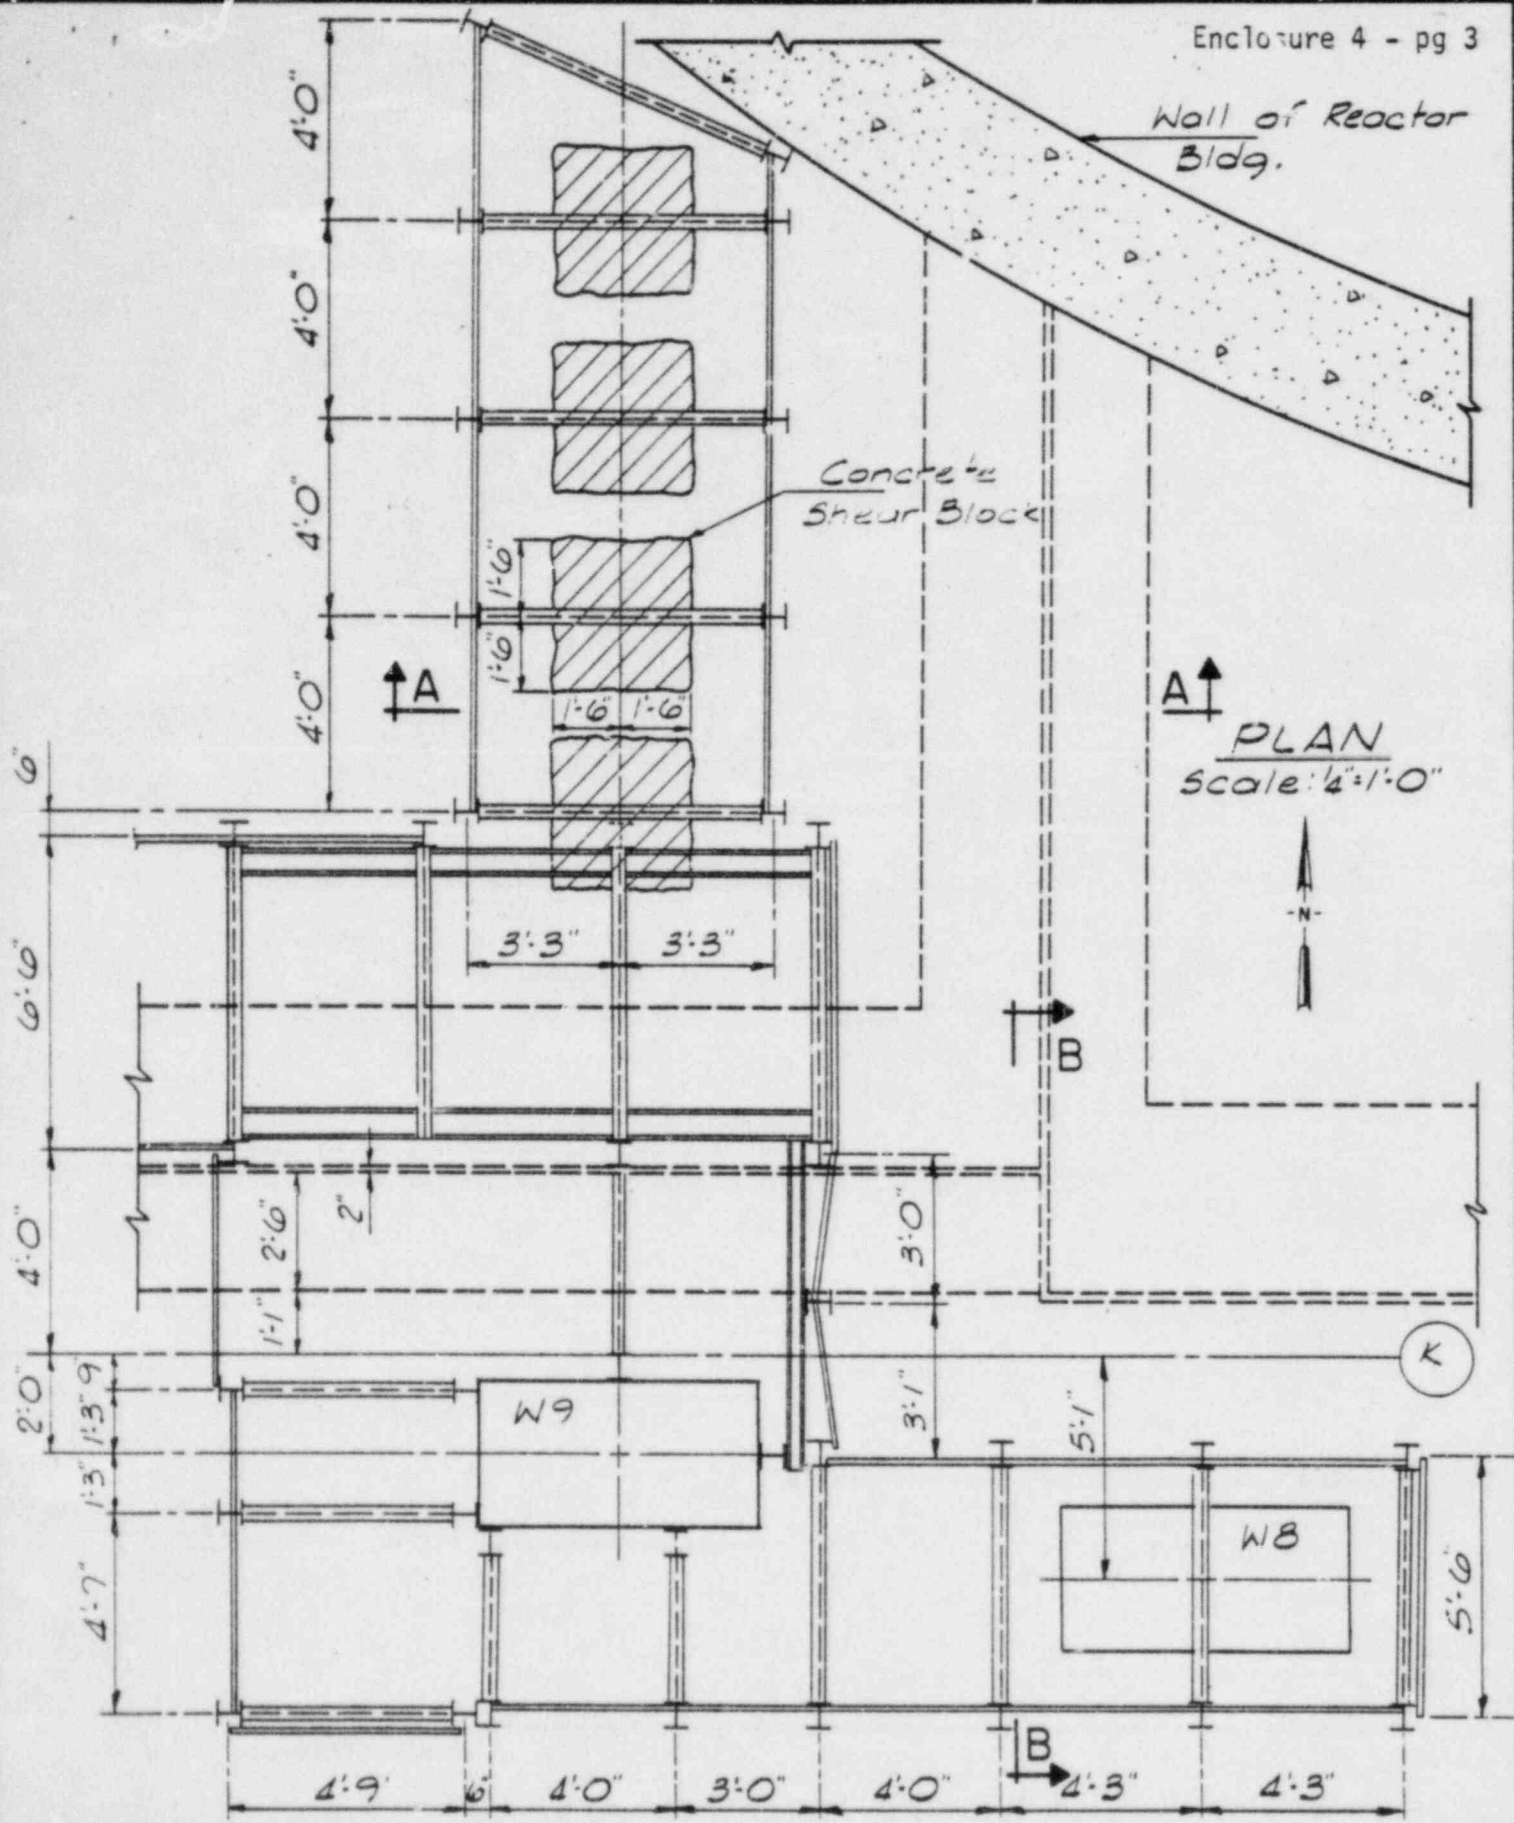 Enclosure 4 - pg 3
Wall of Reactor
Bldg.
4'-0"
4'-0"
4'-0"
4'-0"
6"
Concrete
Shear Block
1'-6"
1'-6"
1'-6" 1'-6"
A
A
PLAN
Scale: 1/4"=1'-0"
-N-
6'-6"
3'-3" 3'-3"
B
4'-0"
2'-6"
2"
1'-1"
3'-0"
K
2'-0"
9
1'-3"
1'-3"
4'-7"
W9
3'-1"
5'-1"
W8
5'-6"
B
4'-9" 6" 4'-0" 3'-0" 4'-0" 4'-3" 4'-3"